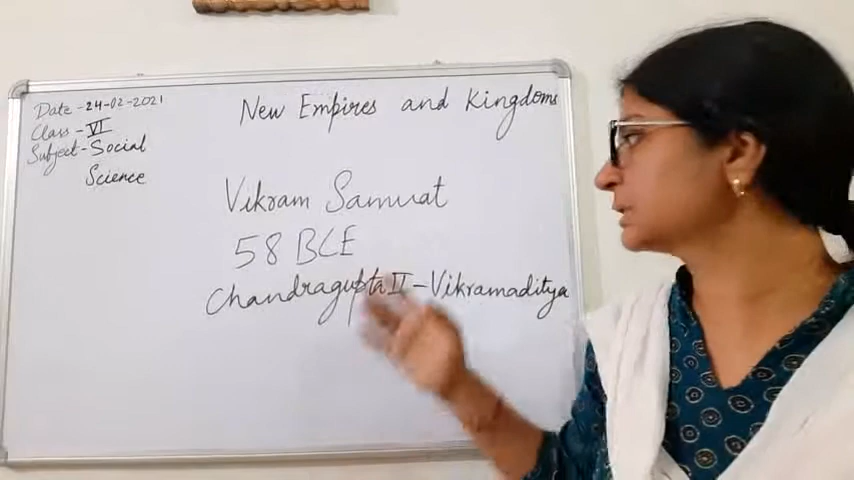 Date - 24-02-2021
Class - VI
Subject - Social
Science
New Empires and Kingdoms
Vikram Samvat
58 BCE
Chandragupta II - Vikramaditya